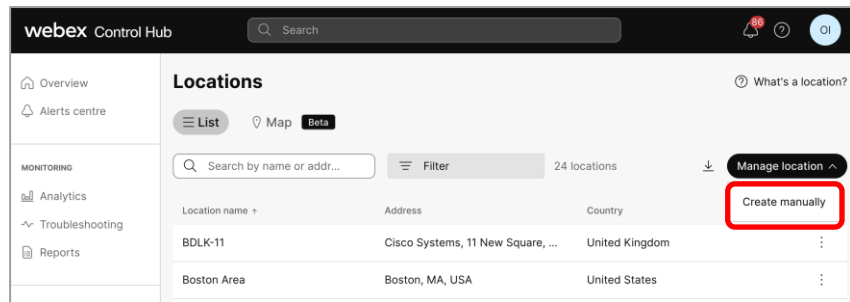 webex Control Hub
Search
86
OI
Overview
Alerts centre
MONITORING
Analytics
Troubleshooting
Reports
Locations
What's a location?
List
Map
Beta
Search by name or addr...
Filter
24 locations
Manage location
Create manually
Location name ↑ Address Country
BDLK-11 Cisco Systems, 11 New Square, ... United Kingdom
Boston Area Boston, MA, USA United States